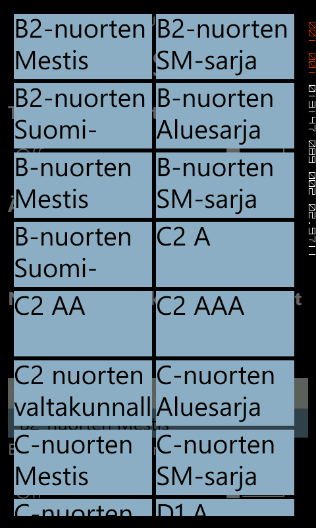 B2-nuorten
Mestis
B2-nuorten
SM-sarja
B2-nuorten
Suomi-
B-nuorten
Aluesarja
B-nuorten
Mestis
B-nuorten
SM-sarja
B-nuorten
Suomi-
C2 A
C2 AA
C2 AAA
C2 nuorten
valtakunnall
C-nuorten
Aluesarja
C-nuorten
Mestis
C-nuorten
SM-sarja
C-nuorten
D1 A